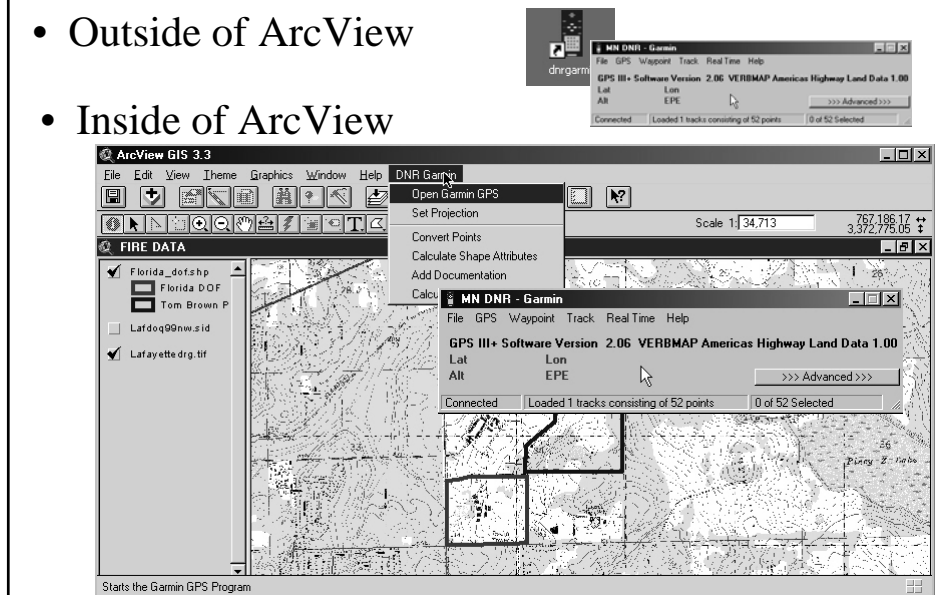 • Outside of ArcView
dnrgarm
MN DNR - Garmin
File GPS Waypoint Track Real Time Help
GPS III+ Software Version 2.06 VERBMAP Americas Highway Land Data 1.00
Lat Lon
Alt EPE >>> Advanced >>>
Connected Loaded 1 tracks consisting of 52 points 0 of 52 Selected
• Inside of ArcView
ArcView GIS 3.3
File Edit View Theme Graphics Window Help DNR Garmin
Open Garmin GPS
Set Projection
Convert Points
Calculate Shape Attributes
Add Documentation
Calcu
Scale 1: 34,713
767,186.17
3,372,775.05
FIRE DATA
Florida_dof.shp
Florida DOF
Tom Brown P
Lafdoq99nw.sid
Lafayettedrg.tif
26
MN DNR - Garmin
File GPS Waypoint Track Real Time Help
GPS III+ Software Version 2.06 VERBMAP Americas Highway Land Data 1.00
Lat Lon
Alt EPE >>> Advanced >>>
Connected Loaded 1 tracks consisting of 52 points 0 of 52 Selected
36
Piney Z Lake
Starts the Garmin GPS Program